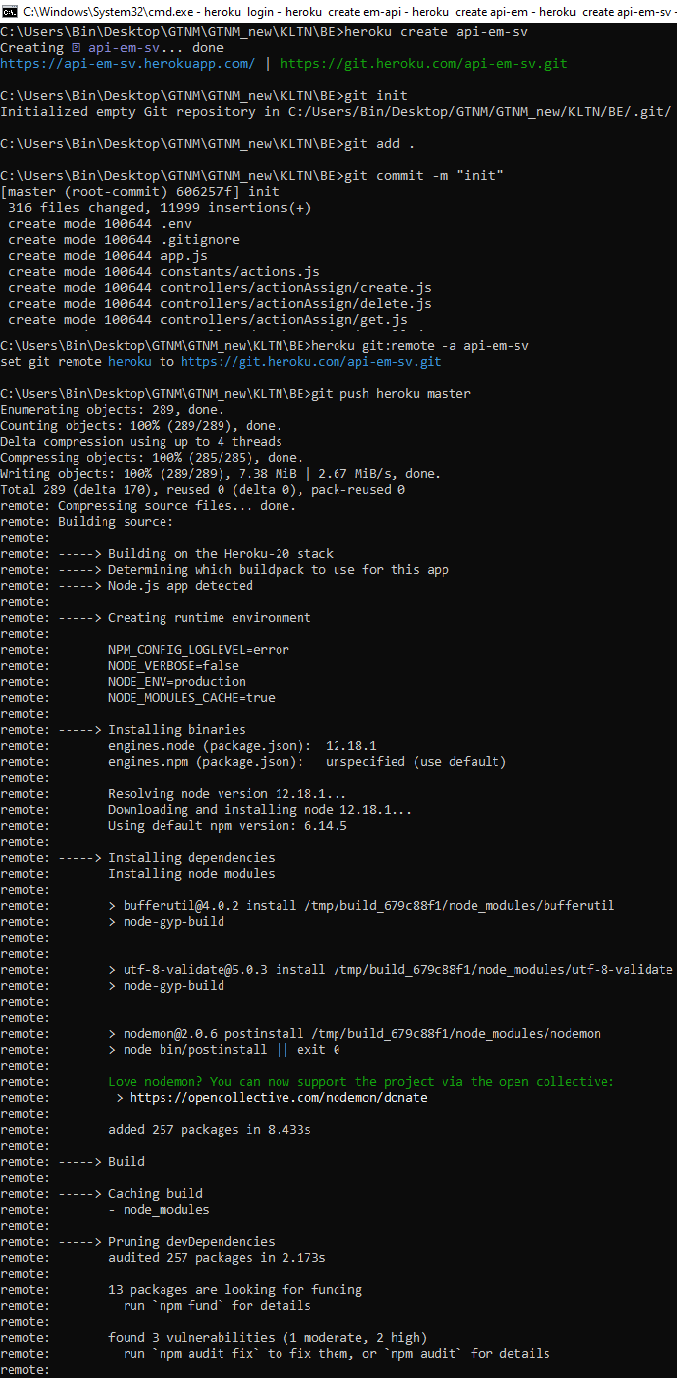 C:\Windows\System32\cmd.exe - heroku login - heroku create em-api - heroku create api-em - heroku create api-em-sv -
C:\Users\Bin\Desktop\GTNM\GTNM_new\KLTN\BE>heroku create api-em-sv
Creating ⬢ api-em-sv... done
https://api-em-sv.herokuapp.com/ | https://git.heroku.com/api-em-sv.git
C:\Users\Bin\Desktop\GTNM\GTNM_new\KLTN\BE>git init
Initialized empty Git repository in C:/Users/Bin/Desktop/GTNM/GTNM_new/KLTN/BE/.git/
C:\Users\Bin\Desktop\GTNM\GTNM_new\KLTN\BE>git add .
C:\Users\Bin\Desktop\GTNM\GTNM_new\KLTN\BE>git commit -m "init"
[master (root-commit) 606257f] init
 316 files changed, 11999 insertions(+)
 create mode 100644 .env
 create mode 100644 .gitignore
 create mode 100644 app.js
 create mode 100644 constants/actions.js
 create mode 100644 controllers/actionAssign/create.js
 create mode 100644 controllers/actionAssign/delete.js
 create mode 100644 controllers/actionAssign/get.js
C:\Users\Bin\Desktop\GTNM\GTNM_new\KLTN\BE>heroku git:remote -a api-em-sv
set git remote heroku to https://git.heroku.com/api-em-sv.git
C:\Users\Bin\Desktop\GTNM\GTNM_new\KLTN\BE>git push heroku master
Enumerating objects: 289, done.
Counting objects: 100% (289/289), done.
Delta compression using up to 4 threads
Compressing objects: 100% (285/285), done.
Writing objects: 100% (289/289), 7.38 MiB | 2.67 MiB/s, done.
Total 289 (delta 170), reused 0 (delta 0), pack-reused 0
remote: Compressing source files... done.
remote: Building source:
remote:
remote: -----> Building on the Heroku-20 stack
remote: -----> Determining which buildpack to use for this app
remote: -----> Node.js app detected
remote:
remote: -----> Creating runtime environment
remote:
remote:        NPM_CONFIG_LOGLEVEL=error
remote:        NODE_VERBOSE=false
remote:        NODE_ENV=production
remote:        NODE_MODULES_CACHE=true
remote:
remote: -----> Installing binaries
remote:        engines.node (package.json):  12.18.1
remote:        engines.npm (package.json):   unspecified (use default)
remote:
remote:        Resolving node version 12.18.1...
remote:        Downloading and installing node 12.18.1...
remote:        Using default npm version: 6.14.5
remote:
remote: -----> Installing dependencies
remote:        Installing node modules
remote:
remote:        > bufferutil@4.0.2 install /tmp/build_679c88f1/node_modules/bufferutil
remote:        > node-gyp-build
remote:
remote:
remote:        > utf-8-validate@5.0.3 install /tmp/build_679c88f1/node_modules/utf-8-validate
remote:        > node-gyp-build
remote:
remote:
remote:        > nodemon@2.0.6 postinstall /tmp/build_679c88f1/node_modules/nodemon
remote:        > node bin/postinstall || exit 0
remote:
remote:        Love nodemon? You can now support the project via the open collective:
remote:         > https://opencollective.com/nodemon/donate
remote:
remote:        added 257 packages in 8.433s
remote:
remote: -----> Build
remote:
remote: -----> Caching build
remote:        - node_modules
remote:
remote: -----> Pruning devDependencies
remote:        audited 257 packages in 2.173s
remote:
remote:        13 packages are looking for funding
remote:          run `npm fund` for details
remote:
remote:        found 3 vulnerabilities (1 moderate, 2 high)
remote:          run `npm audit fix` to fix them, or `npm audit` for details
remote: